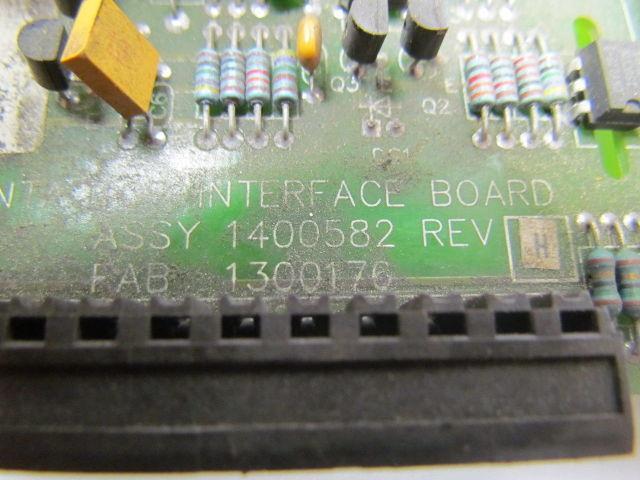 INTERFACE BOARD
ASSY 1400582 REV H
FAB 1300176
Q3
Q2